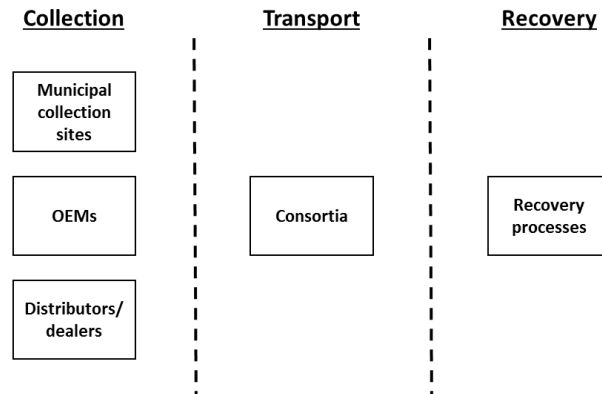 Collection
Transport
Recovery
Municipal
collection
sites
OEMs
Consortia
Recovery
processes
Distributors/
dealers